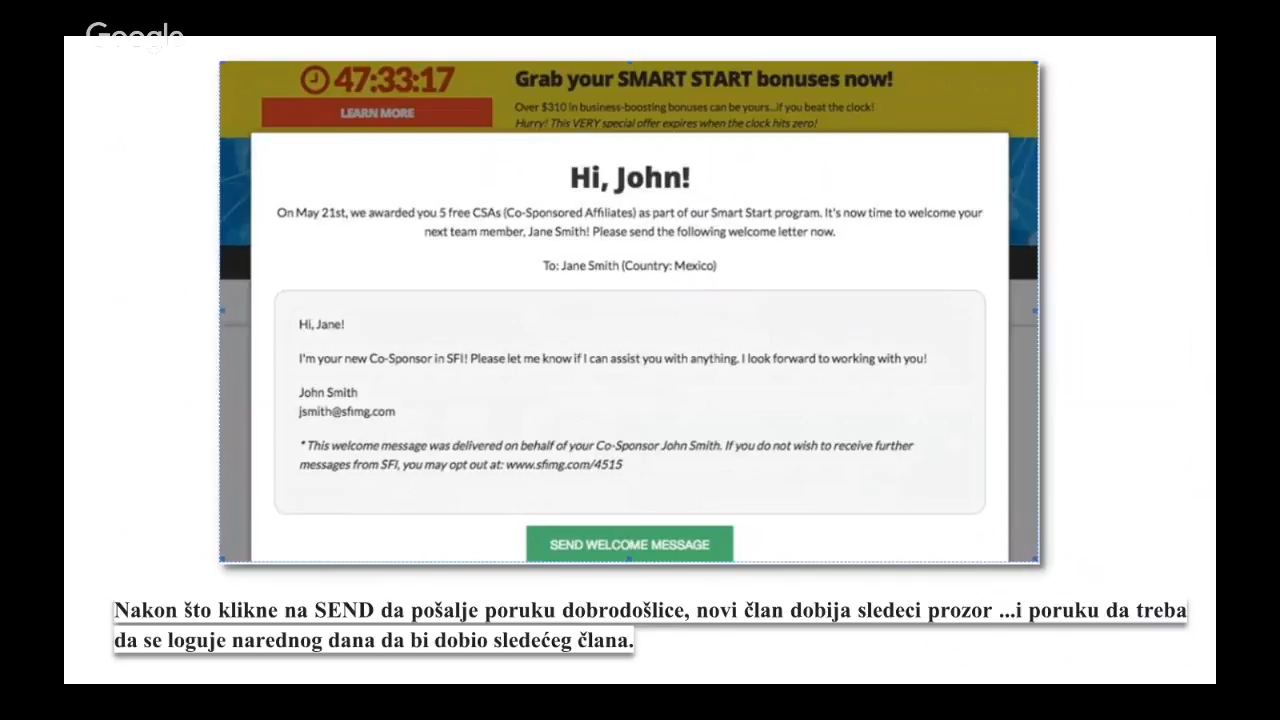 Google
47:33:17
LEARN MORE
Grab your SMART START bonuses now!
Over $310 in business-boosting bonuses can be yours...if you beat the clock!
Hurry! This VERY special offer expires when the clock hits zero!
Hi, John!
On May 21st, we awarded you 5 free CSAs (Co-Sponsored Affiliates) as part of our Smart Start program. It's now time to welcome your
next team member, Jane Smith! Please send the following welcome letter now.
To: Jane Smith (Country: Mexico)
Hi, Jane!
I'm your new Co-Sponsor in SFI! Please let me know if I can assist you with anything. I look forward to working with you!
John Smith
jsmith@sfimg.com
* This welcome message was delivered on behalf of your Co-Sponsor John Smith. If you do not wish to receive further
messages from SFI, you may opt out at: www.sfimg.com/4515
SEND WELCOME MESSAGE
Nakon što klikne na SEND da pošalje poruku dobrodošlice, novi član dobija sledeci prozor ...i poruku da treba
da se loguje narednog dana da bi dobio sledećeg člana.